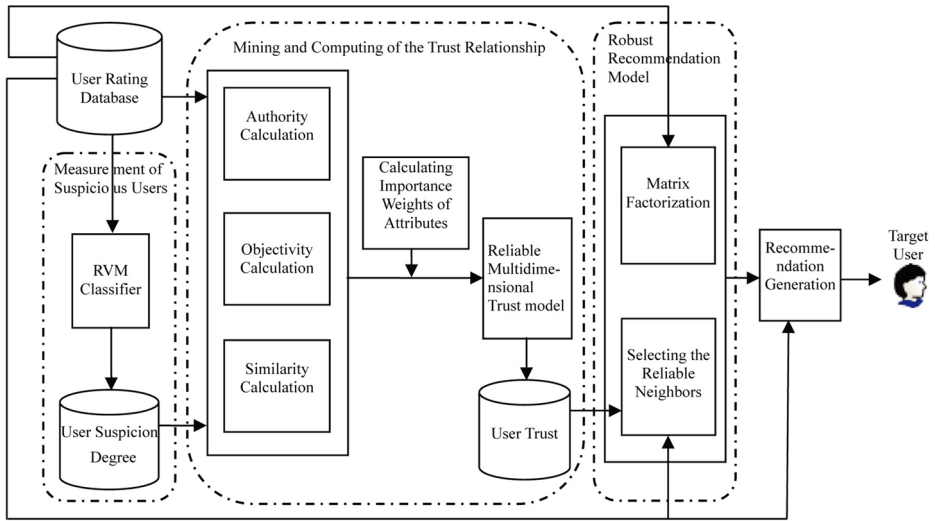 User Rating
Database
Measurement of
Suspicious Users
RVM
Classifier
User Suspicion
Degree
Mining and Computing of the Trust Relationship
Authority
Calculation
Objectivity
Calculation
Similarity
Calculation
Calculating
Importance
Weights of
Attributes
Reliable
Multidime-
nsional
Trust model
User Trust
Robust
Recommendation
Model
Matrix
Factorization
Selecting the
Reliable
Neighbors
Recomme-
ndation
Generation
Target
User